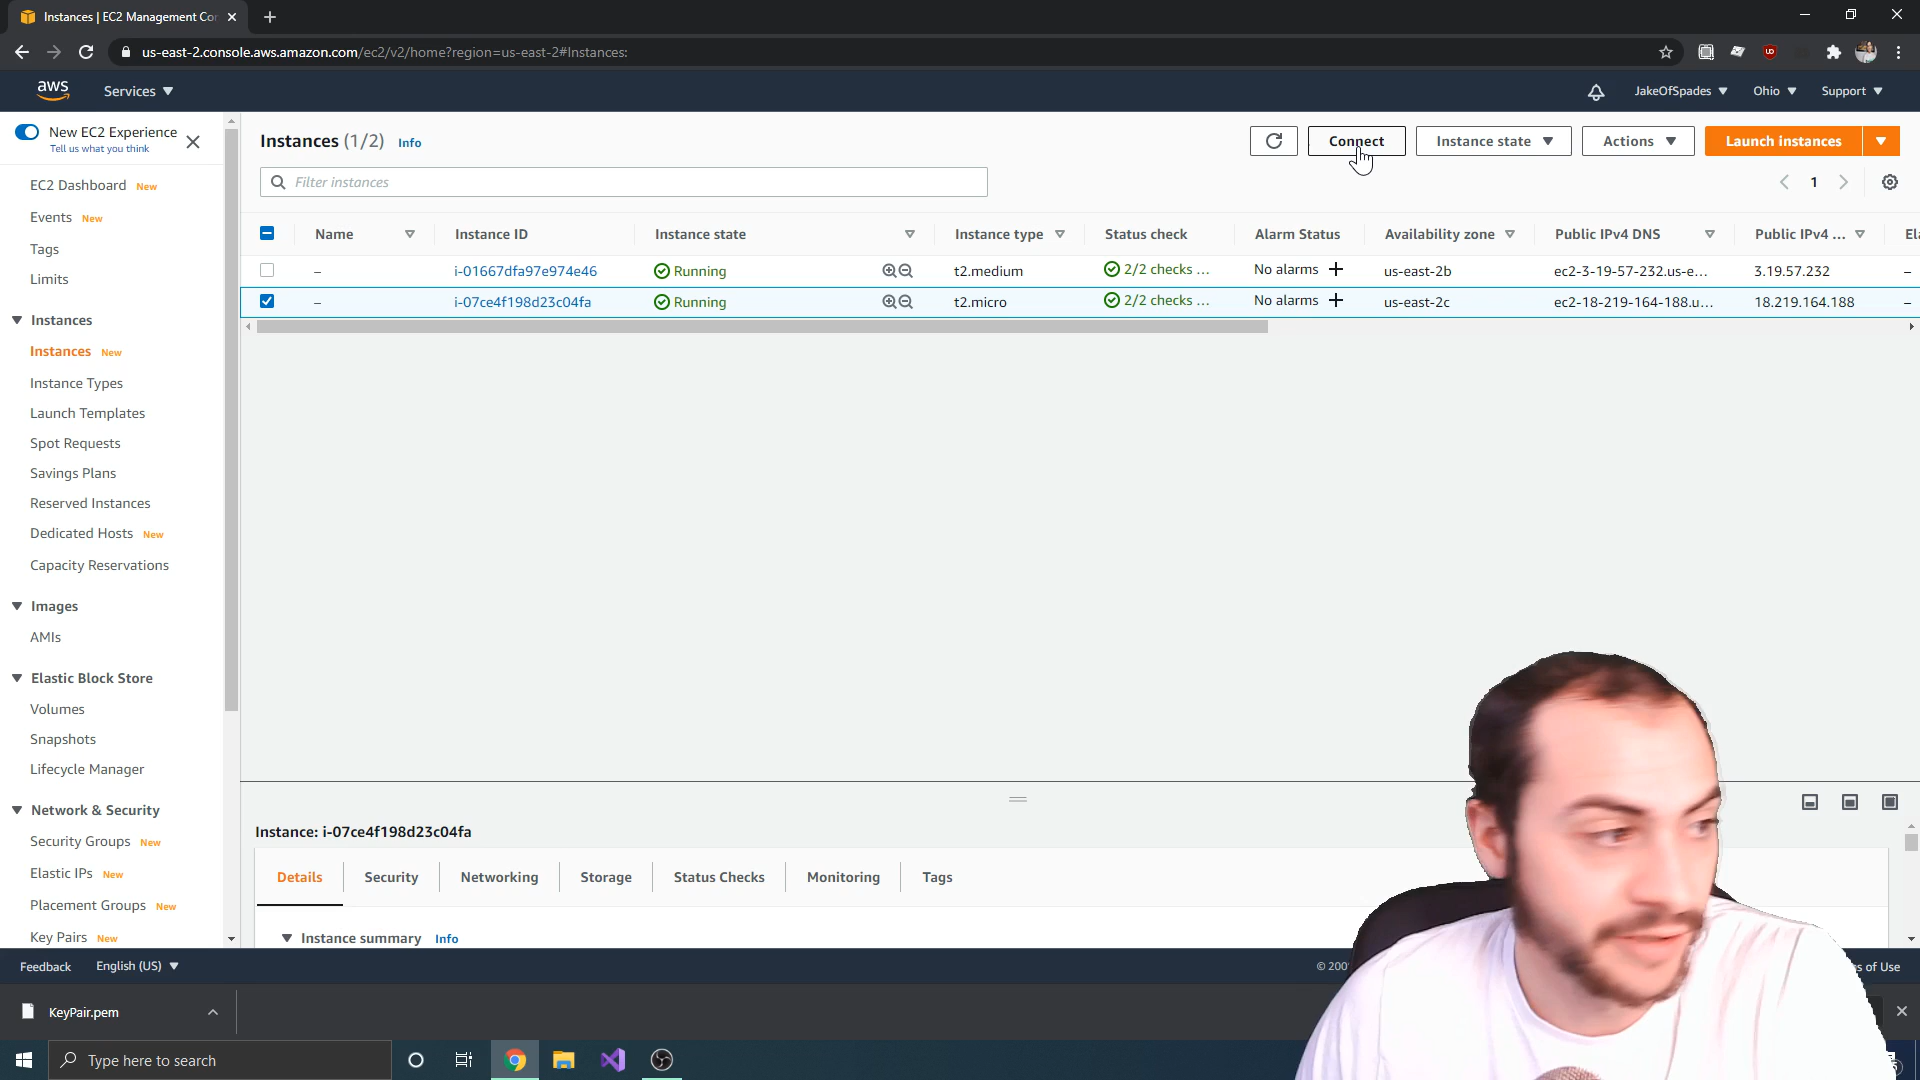 Instances | EC2 Management Cor
us-east-2.console.aws.amazon.com/ec2/v2/home?region=us-east-2#Instances:
aws
Services
JakeOfSpades
Ohio
Support
New EC2 Experience
Tell us what you think
EC2 Dashboard New
Events New
Tags
Limits
Instances
Instances New
Instance Types
Launch Templates
Spot Requests
Savings Plans
Reserved Instances
Dedicated Hosts New
Capacity Reservations
Images
AMIs
Elastic Block Store
Volumes
Snapshots
Lifecycle Manager
Network & Security
Security Groups New
Elastic IPs New
Placement Groups New
Key Pairs New
Instances (1/2) Info
Connect
Instance state
Actions
Launch instances
Filter instances
1
Name Instance ID Instance state Instance type Status check Alarm Status Availability zone Public IPv4 DNS Public IPv4 ... Ela
– i-01667dfa97e974e46 Running t2.medium 2/2 checks ... No alarms + us-east-2b ec2-3-19-57-232.us-e... 3.19.57.232 –
– i-07ce4f198d23c04fa Running t2.micro 2/2 checks ... No alarms + us-east-2c ec2-18-219-164-188.u... 18.219.164.188 –
Instance: i-07ce4f198d23c04fa
Details Security Networking Storage Status Checks Monitoring Tags
Instance summary Info
Feedback English (US) © 200 s of Use
KeyPair.pem
Type here to search